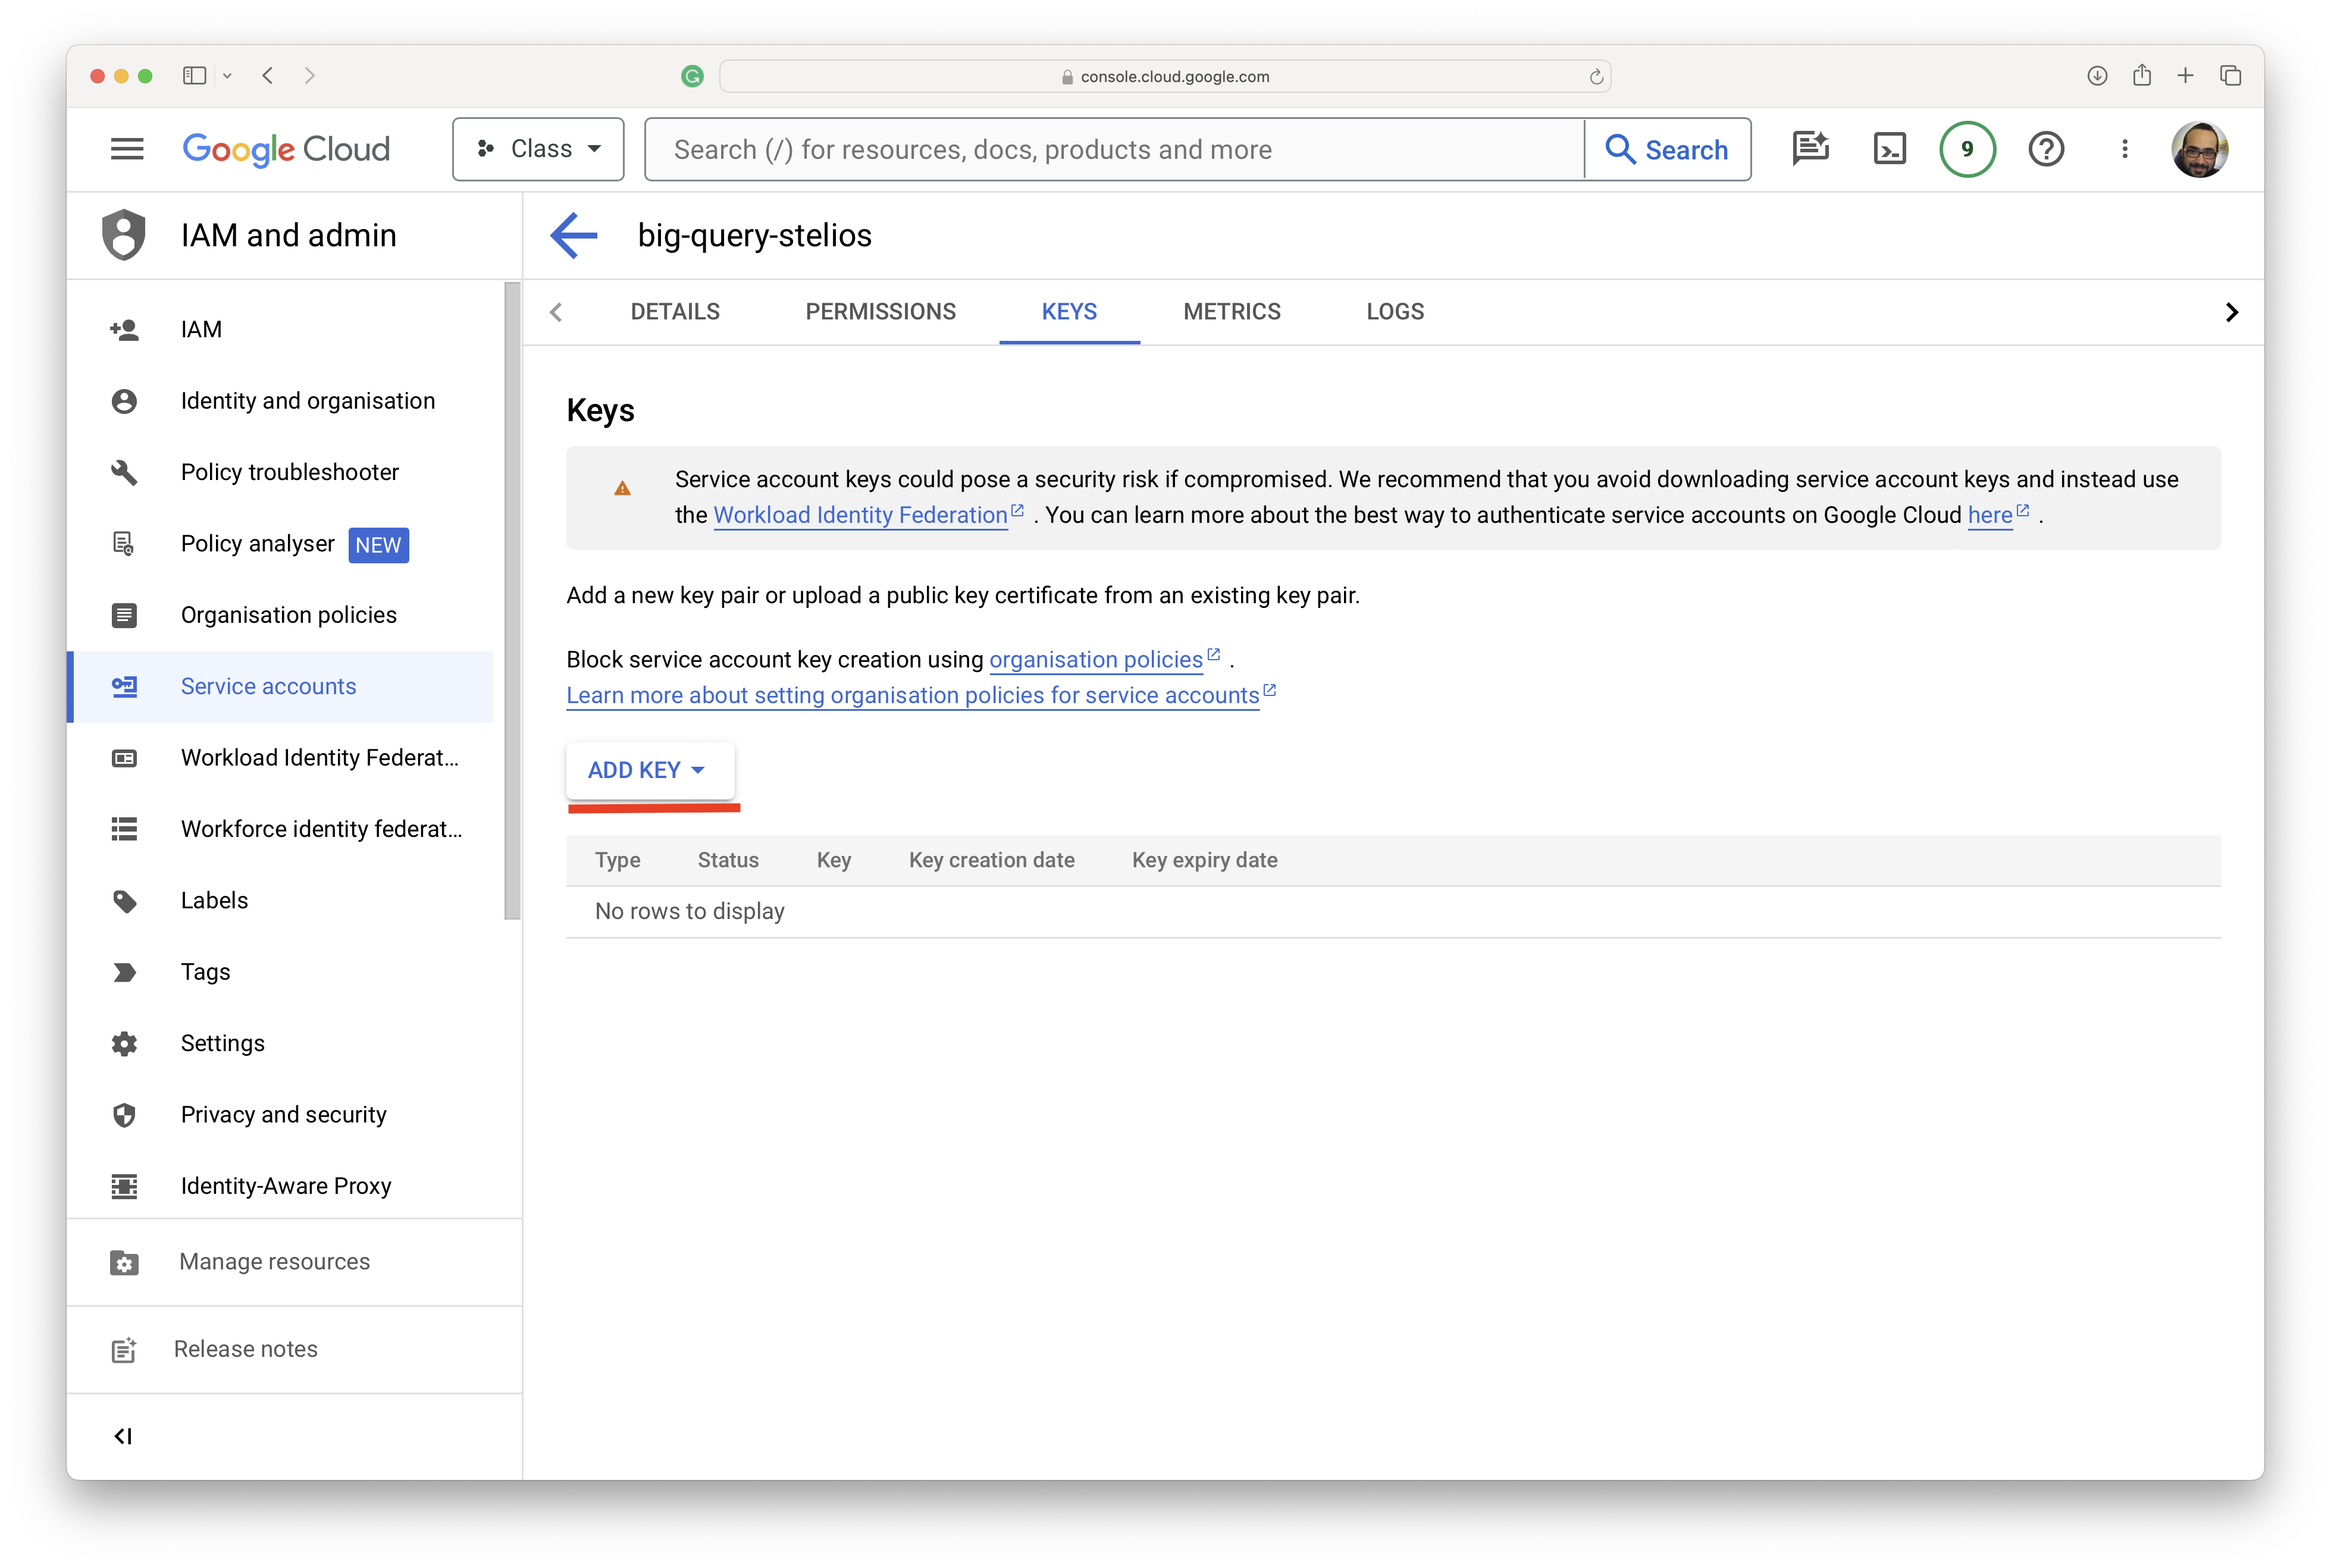 console.cloud.google.com
Google Cloud
Class
Search (/) for resources, docs, products and more
Search
9
IAM and admin
big-query-stelios
DETAILS
PERMISSIONS
KEYS
METRICS
LOGS
IAM
Identity and organisation
Policy troubleshooter
Policy analyser NEW
Organisation policies
Service accounts
Workload Identity Federat...
Workforce identity federat...
Labels
Tags
Settings
Privacy and security
Identity-Aware Proxy
Manage resources
Release notes
Keys
Service account keys could pose a security risk if compromised. We recommend that you avoid downloading service account keys and instead use
the Workload Identity Federation . You can learn more about the best way to authenticate service accounts on Google Cloud here .
Add a new key pair or upload a public key certificate from an existing key pair.
Block service account key creation using organisation policies .
Learn more about setting organisation policies for service accounts
ADD KEY
Type Status Key Key creation date Key expiry date
No rows to display